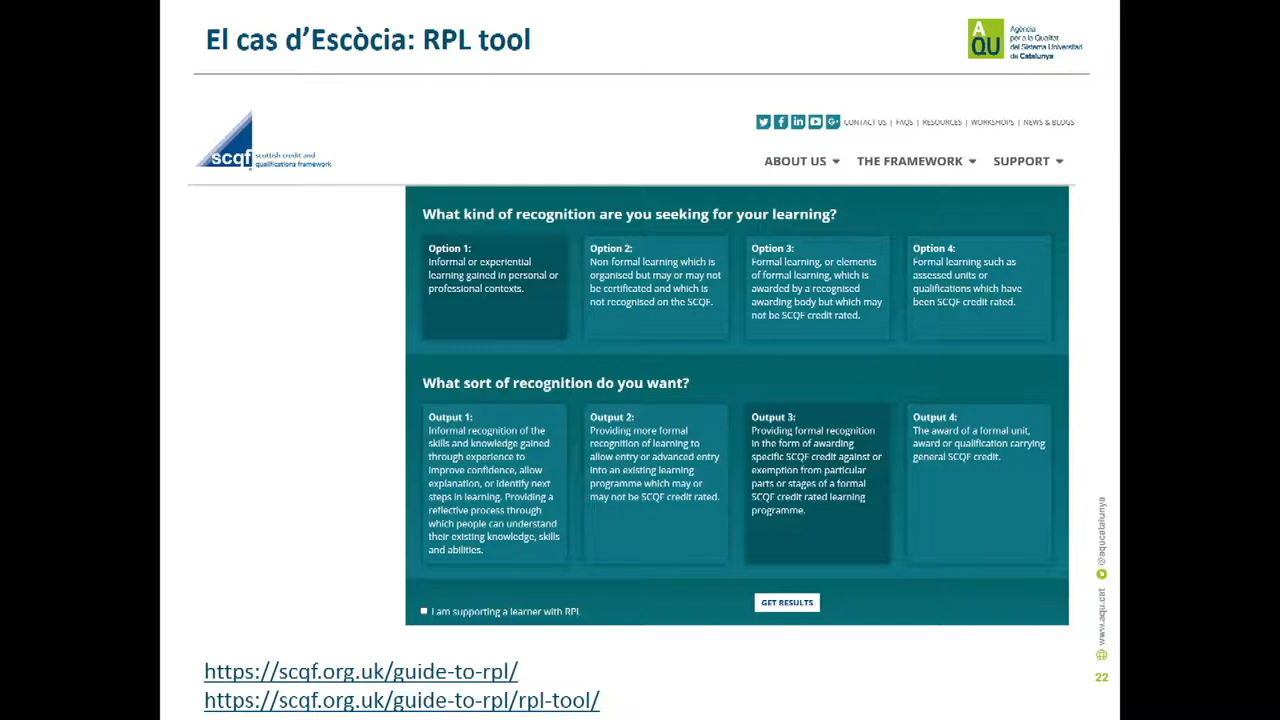 El cas d’Escòcia: RPL tool
AQU
Agència
per a la Qualitat
del Sistema Universitari
de Catalunya
scqf
scottish credit and
qualifications framework
CONTACT US | FAQS | RESOURCES | WORKSHOPS | NEWS & BLOGS
ABOUT US THE FRAMEWORK SUPPORT
What kind of recognition are you seeking for your learning?
Option 1:
Informal or experiential
learning gained in personal or
professional contexts.
Option 2:
Non formal learning which is
organised but may or may not
be certificated and which is
not recognised on the SCQF.
Option 3:
Formal learning, or elements
of formal learning, which is
awarded by a recognised
awarding body but which may
not be SCQF credit rated.
Option 4:
Formal learning such as
assessed units or
qualifications which have
been SCQF credit rated.
What sort of recognition do you want?
Output 1:
Informal recognition of the
skills and knowledge gained
through experience to
improve confidence, allow
explanation, or identify next
steps in learning. Providing a
reflective process through
which people can understand
their existing knowledge, skills
and abilities.
Output 2:
Providing more formal
recognition of learning to
allow entry or advanced entry
into an existing learning
programme which may or
may not be SCQF credit rated.
Output 3:
Providing formal recognition
in the form of awarding
specific SCQF credit against or
exemption from particular
parts or stages of a formal
SCQF credit rated learning
programme.
Output 4:
The award of a formal unit,
award or qualification carrying
general SCQF credit.
I am supporting a learner with RPL
GET RESULTS
https://scqf.org.uk/guide-to-rpl/
https://scqf.org.uk/guide-to-rpl/rpl-tool/
www.aqu.cat @aqucatalunya
22